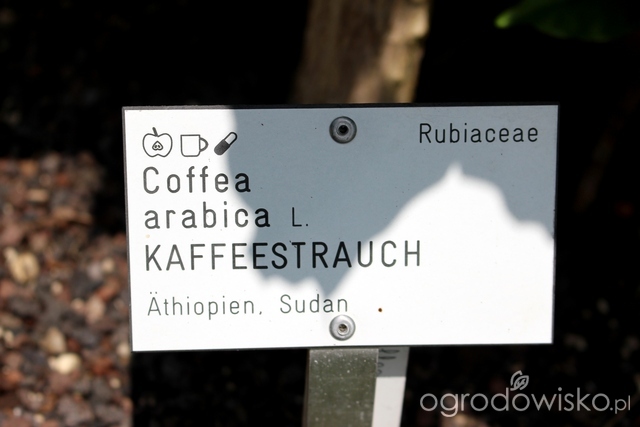 Rubiaceae
Coffea
arabica L.
KAFFEESTRAUCH
Äthiopien, Sudan
ogrodowisko.pl